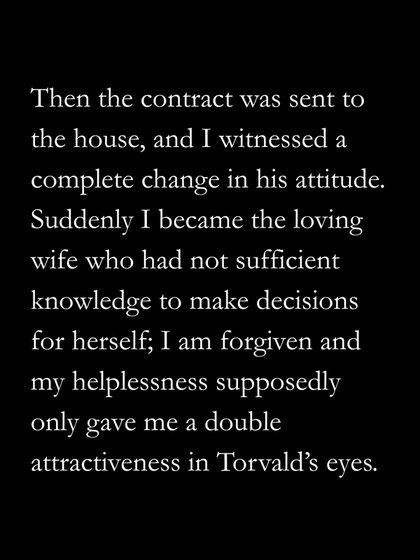 Then the contract was sent to
the house, and I witnessed a
complete change in his attitude.
Suddenly I became the loving
wife who had not sufficient
knowledge to make decisions
for herself; I am forgiven and
my helplessness supposedly
only gave me a double
attractiveness in Torvald’s eyes.